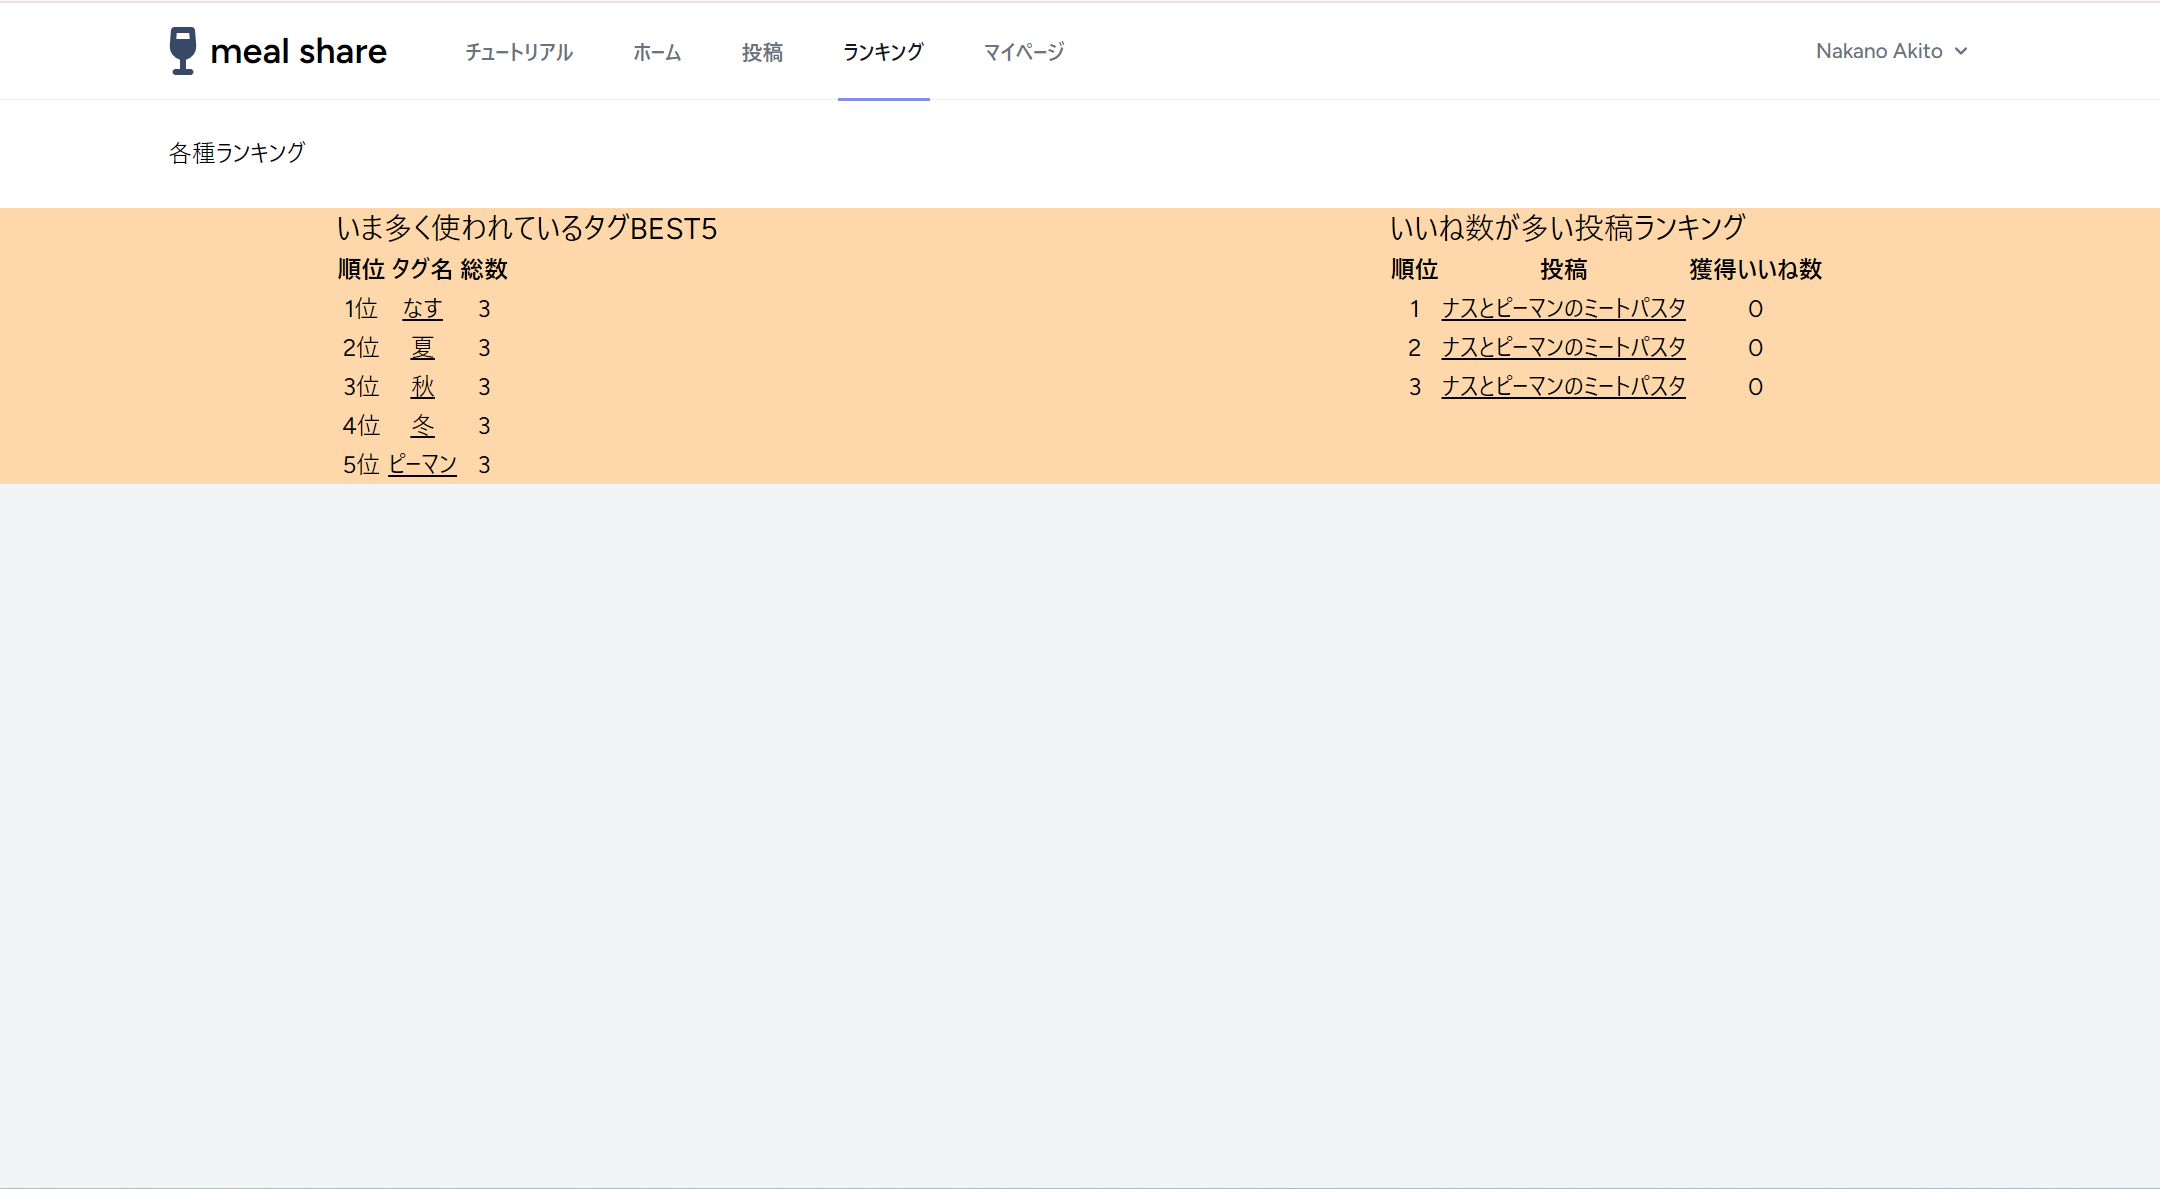 meal share チュートリアル ホーム 投稿 ランキング マイページ Nakano Akito
各種ランキング
いま多く使われているタグBEST5
順位 タグ名 総数
1位 なす 3
2位 夏 3
3位 秋 3
4位 冬 3
5位 ピーマン 3
いいね数が多い投稿ランキング
順位 投稿 獲得いいね数
1 ナスとピーマンのミートパスタ 0
2 ナスとピーマンのミートパスタ 0
3 ナスとピーマンのミートパスタ 0